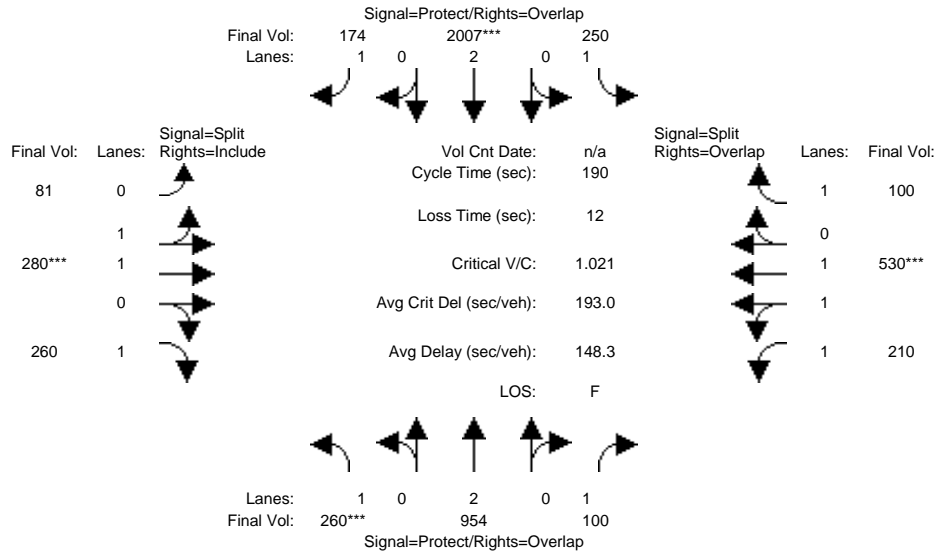 Signal=Protect/Rights=Overlap
Final Vol: 174 2007*** 250
Lanes: 1 0 2 0 1
Signal=Split Signal=Split
Final Vol: Lanes: Rights=Include Vol Cnt Date: n/a Rights=Overlap Lanes: Final Vol:
Cycle Time (sec): 190
81 0 1 100
Loss Time (sec): 12
1 0
280*** 1 Critical V/C: 1.021 1 530***
0 Avg Crit Del (sec/veh): 193.0 1
260 1 Avg Delay (sec/veh): 148.3 1 210
LOS: F
Lanes: 1 0 2 0 1
Final Vol: 260*** 954 100
Signal=Protect/Rights=Overlap